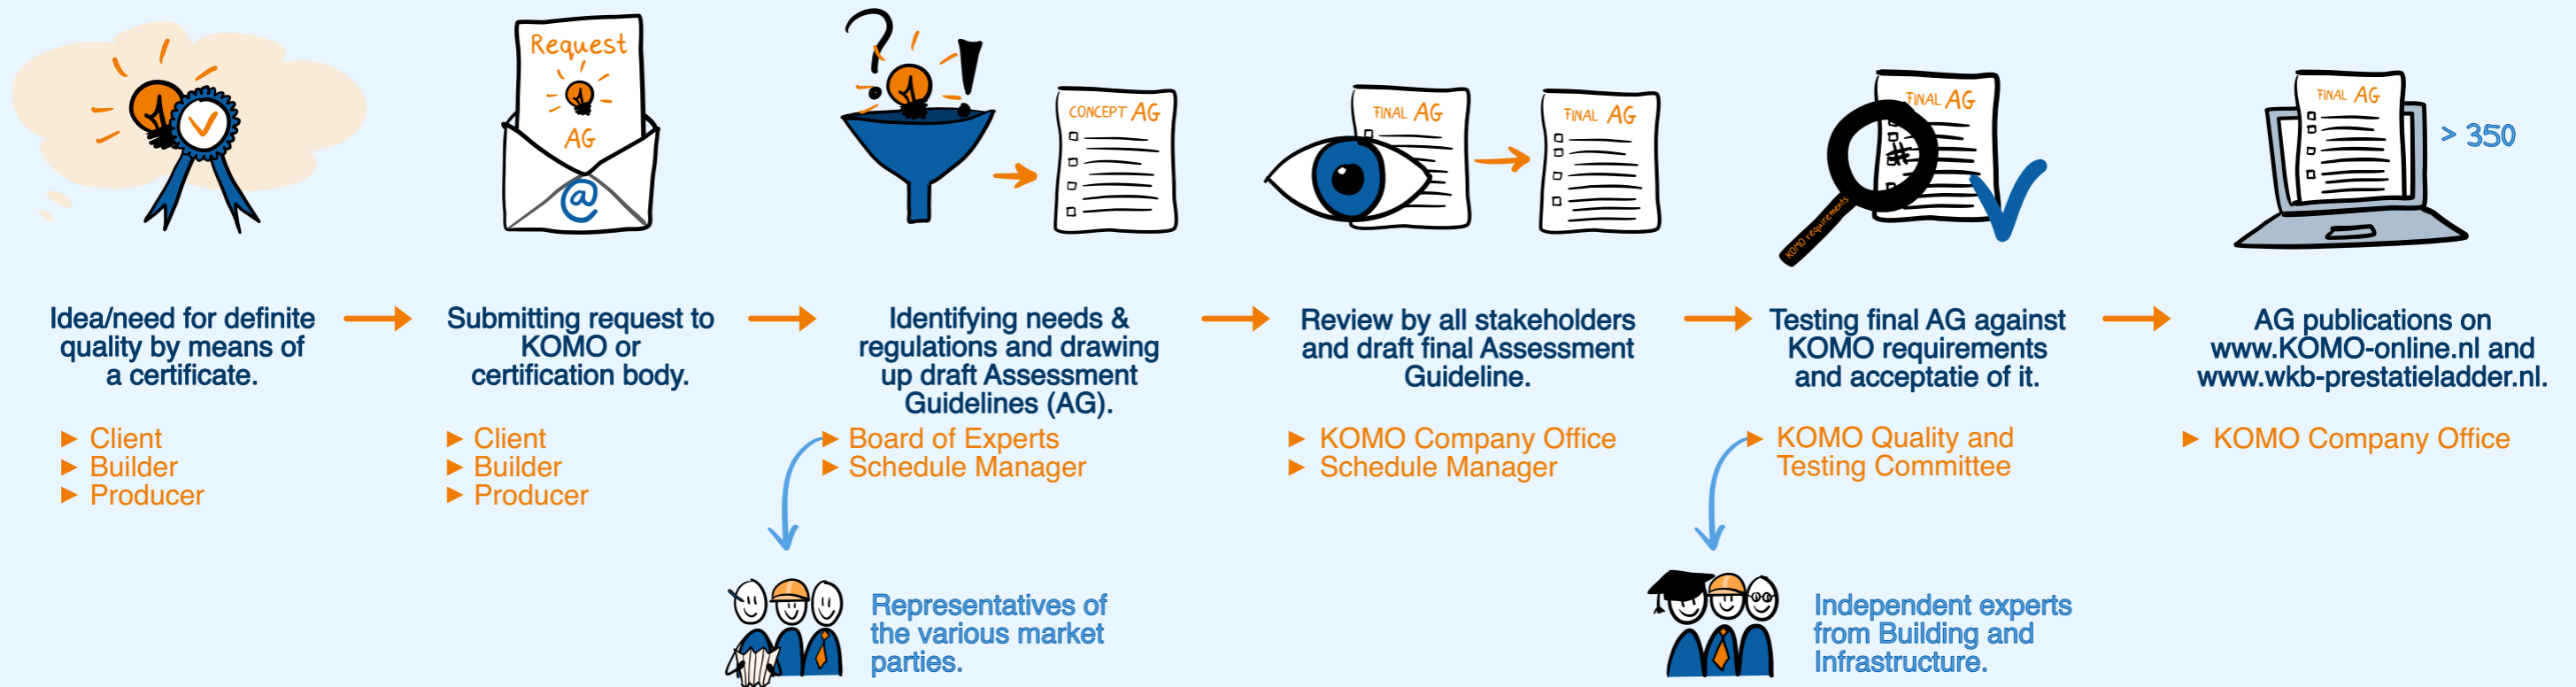 Request
AG
@
CONCEPT AG
FINAL AG
FINAL AG
FINAL AG
#
KOMO requirements
FINAL AG
> 350
Idea/need for definite
quality by means of
a certificate.
► Client
► Builder
► Producer
Submitting request to
KOMO or
certification body.
► Client
► Builder
► Producer
Identifying needs &
regulations and drawing
up draft Assessment
Guidelines (AG).
► Board of Experts
► Schedule Manager
Representatives of
the various market
parties.
Review by all stakeholders
and draft final Assessment
Guideline.
► KOMO Company Office
► Schedule Manager
Testing final AG against
KOMO requirements
and acceptatie of it.
► KOMO Quality and
Testing Committee
Independent experts
from Building and
Infrastructure.
AG publications on
www.KOMO-online.nl and
www.wkb-prestatieladder.nl.
► KOMO Company Office